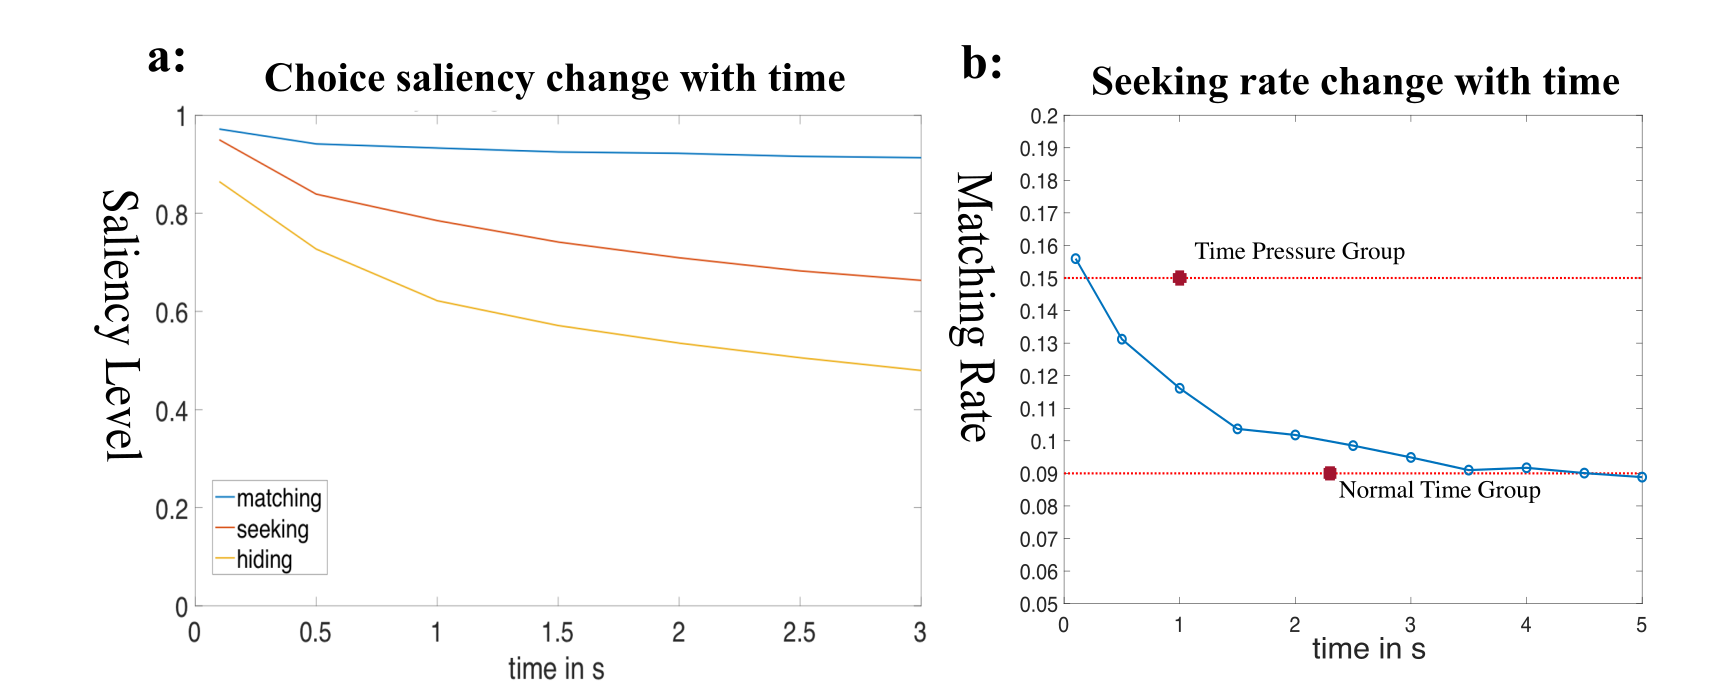 a:
Choice saliency change with time
Saliency Level
1
0.8
0.6
0.4
0.2
0
matching
seeking
hiding
0 0.5 1 1.5 2 2.5 3
time in s
b:
Seeking rate change with time
Matching Rate
0.2
0.19
0.18
0.17
0.16
0.15
0.14
0.13
0.12
0.11
0.1
0.09
0.08
0.07
0.06
0.05
Time Pressure Group
Normal Time Group
0 1 2 3 4 5
time in s